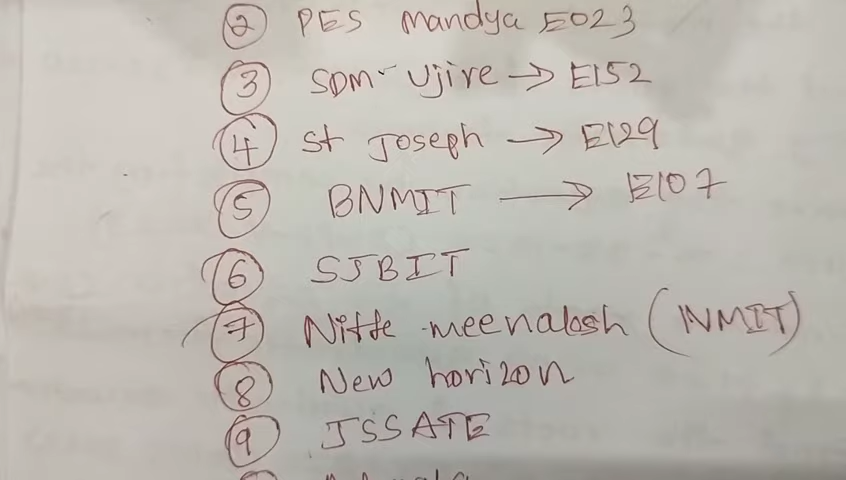 2 PES Mandya E023
3 SDM - Ujire → E152
4 St Joseph → E129
5 BNMIT → E107
6 SJBIT
7 Nitte -meenaksh (NMIT)
8 New horizon
9 JSSATE